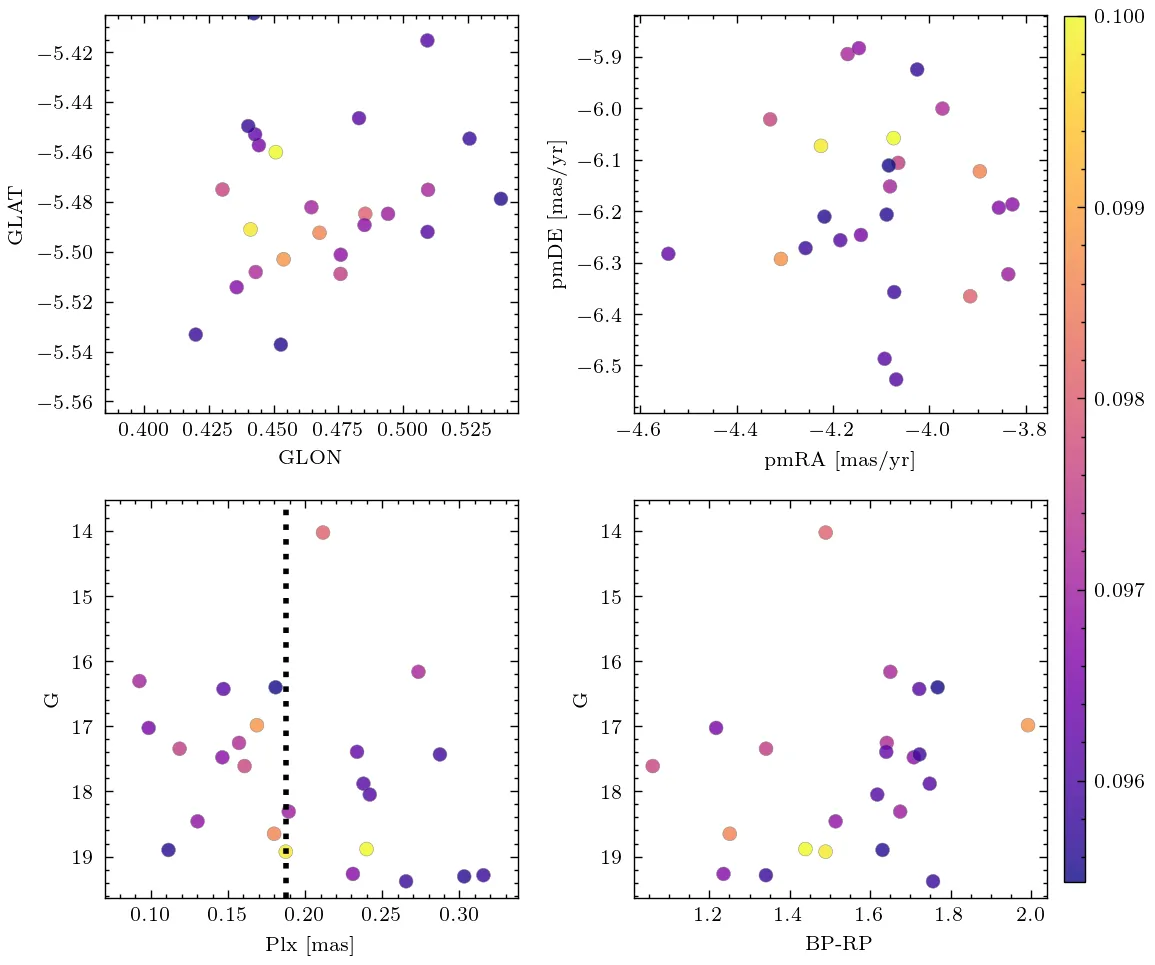 −5.42
−5.44
−5.46
−5.48
−5.50
−5.52
−5.54
−5.56
GLAT
0.400 0.425 0.450 0.475 0.500 0.525
GLON
−5.9
−6.0
−6.1
−6.2
−6.3
−6.4
−6.5
pmDE [mas/yr]
−4.6 −4.4 −4.2 −4.0 −3.8
pmRA [mas/yr]
14
15
16
17
18
19
G
0.10 0.15 0.20 0.25 0.30
Plx [mas]
14
15
16
17
18
19
G
1.2 1.4 1.6 1.8 2.0
BP-RP
0.100
0.099
0.098
0.097
0.096